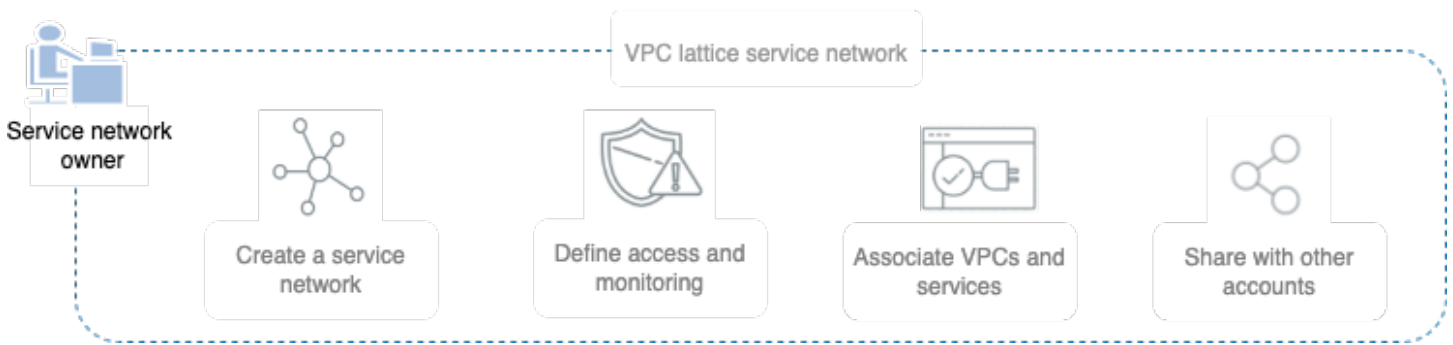 VPC lattice service network
Service network
owner
Create a service
network
Define access and
monitoring
Associate VPCs and
services
Share with other
accounts